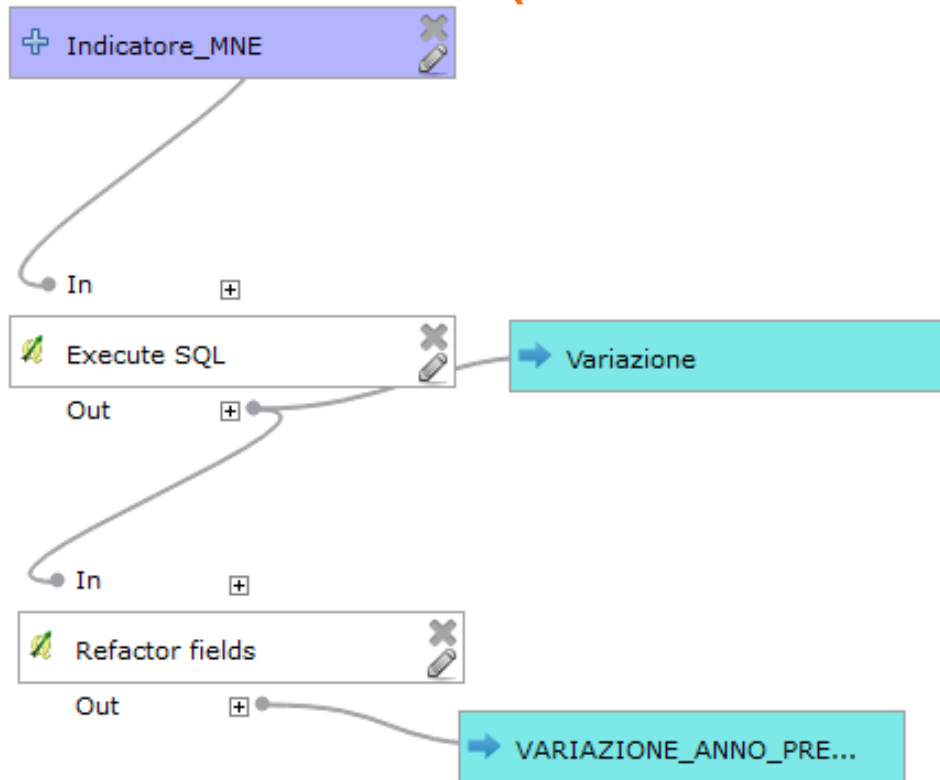 Indicatore_MNE
In
Execute SQL
Variazione
Out
In
Refactor fields
Out
VARIAZIONE_ANNO_PRE...